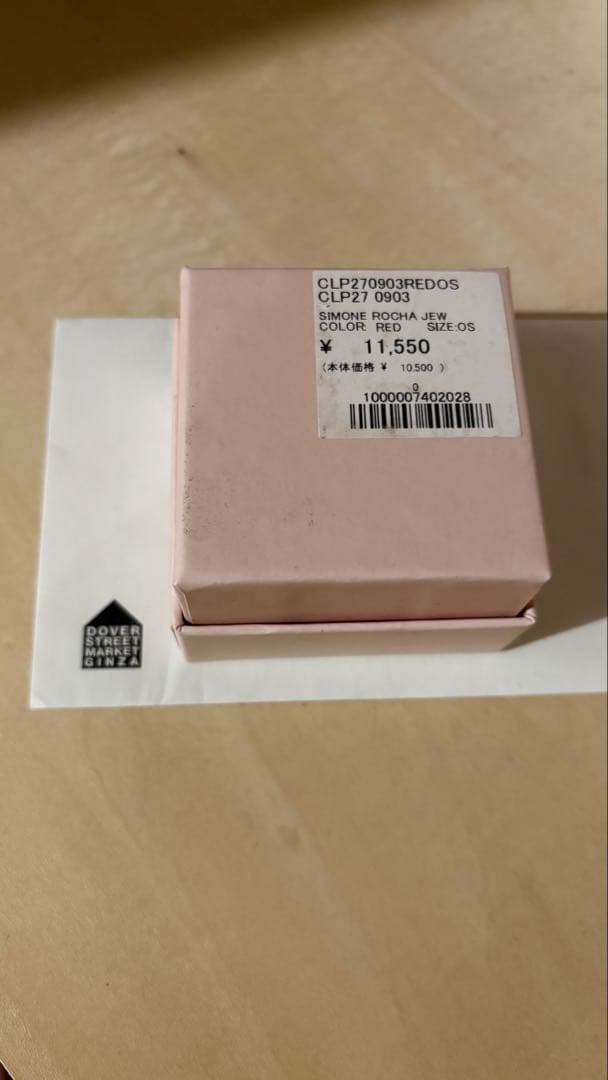 CLP270903REDOS
CLP27 0903
SIMONE ROCHA JEW
COLOR: RED SIZE:OS
¥ 11,550
(本体価格 ¥ 10,500 )
0
1000007402028
DOVER
STREET
MARKET
GINZA